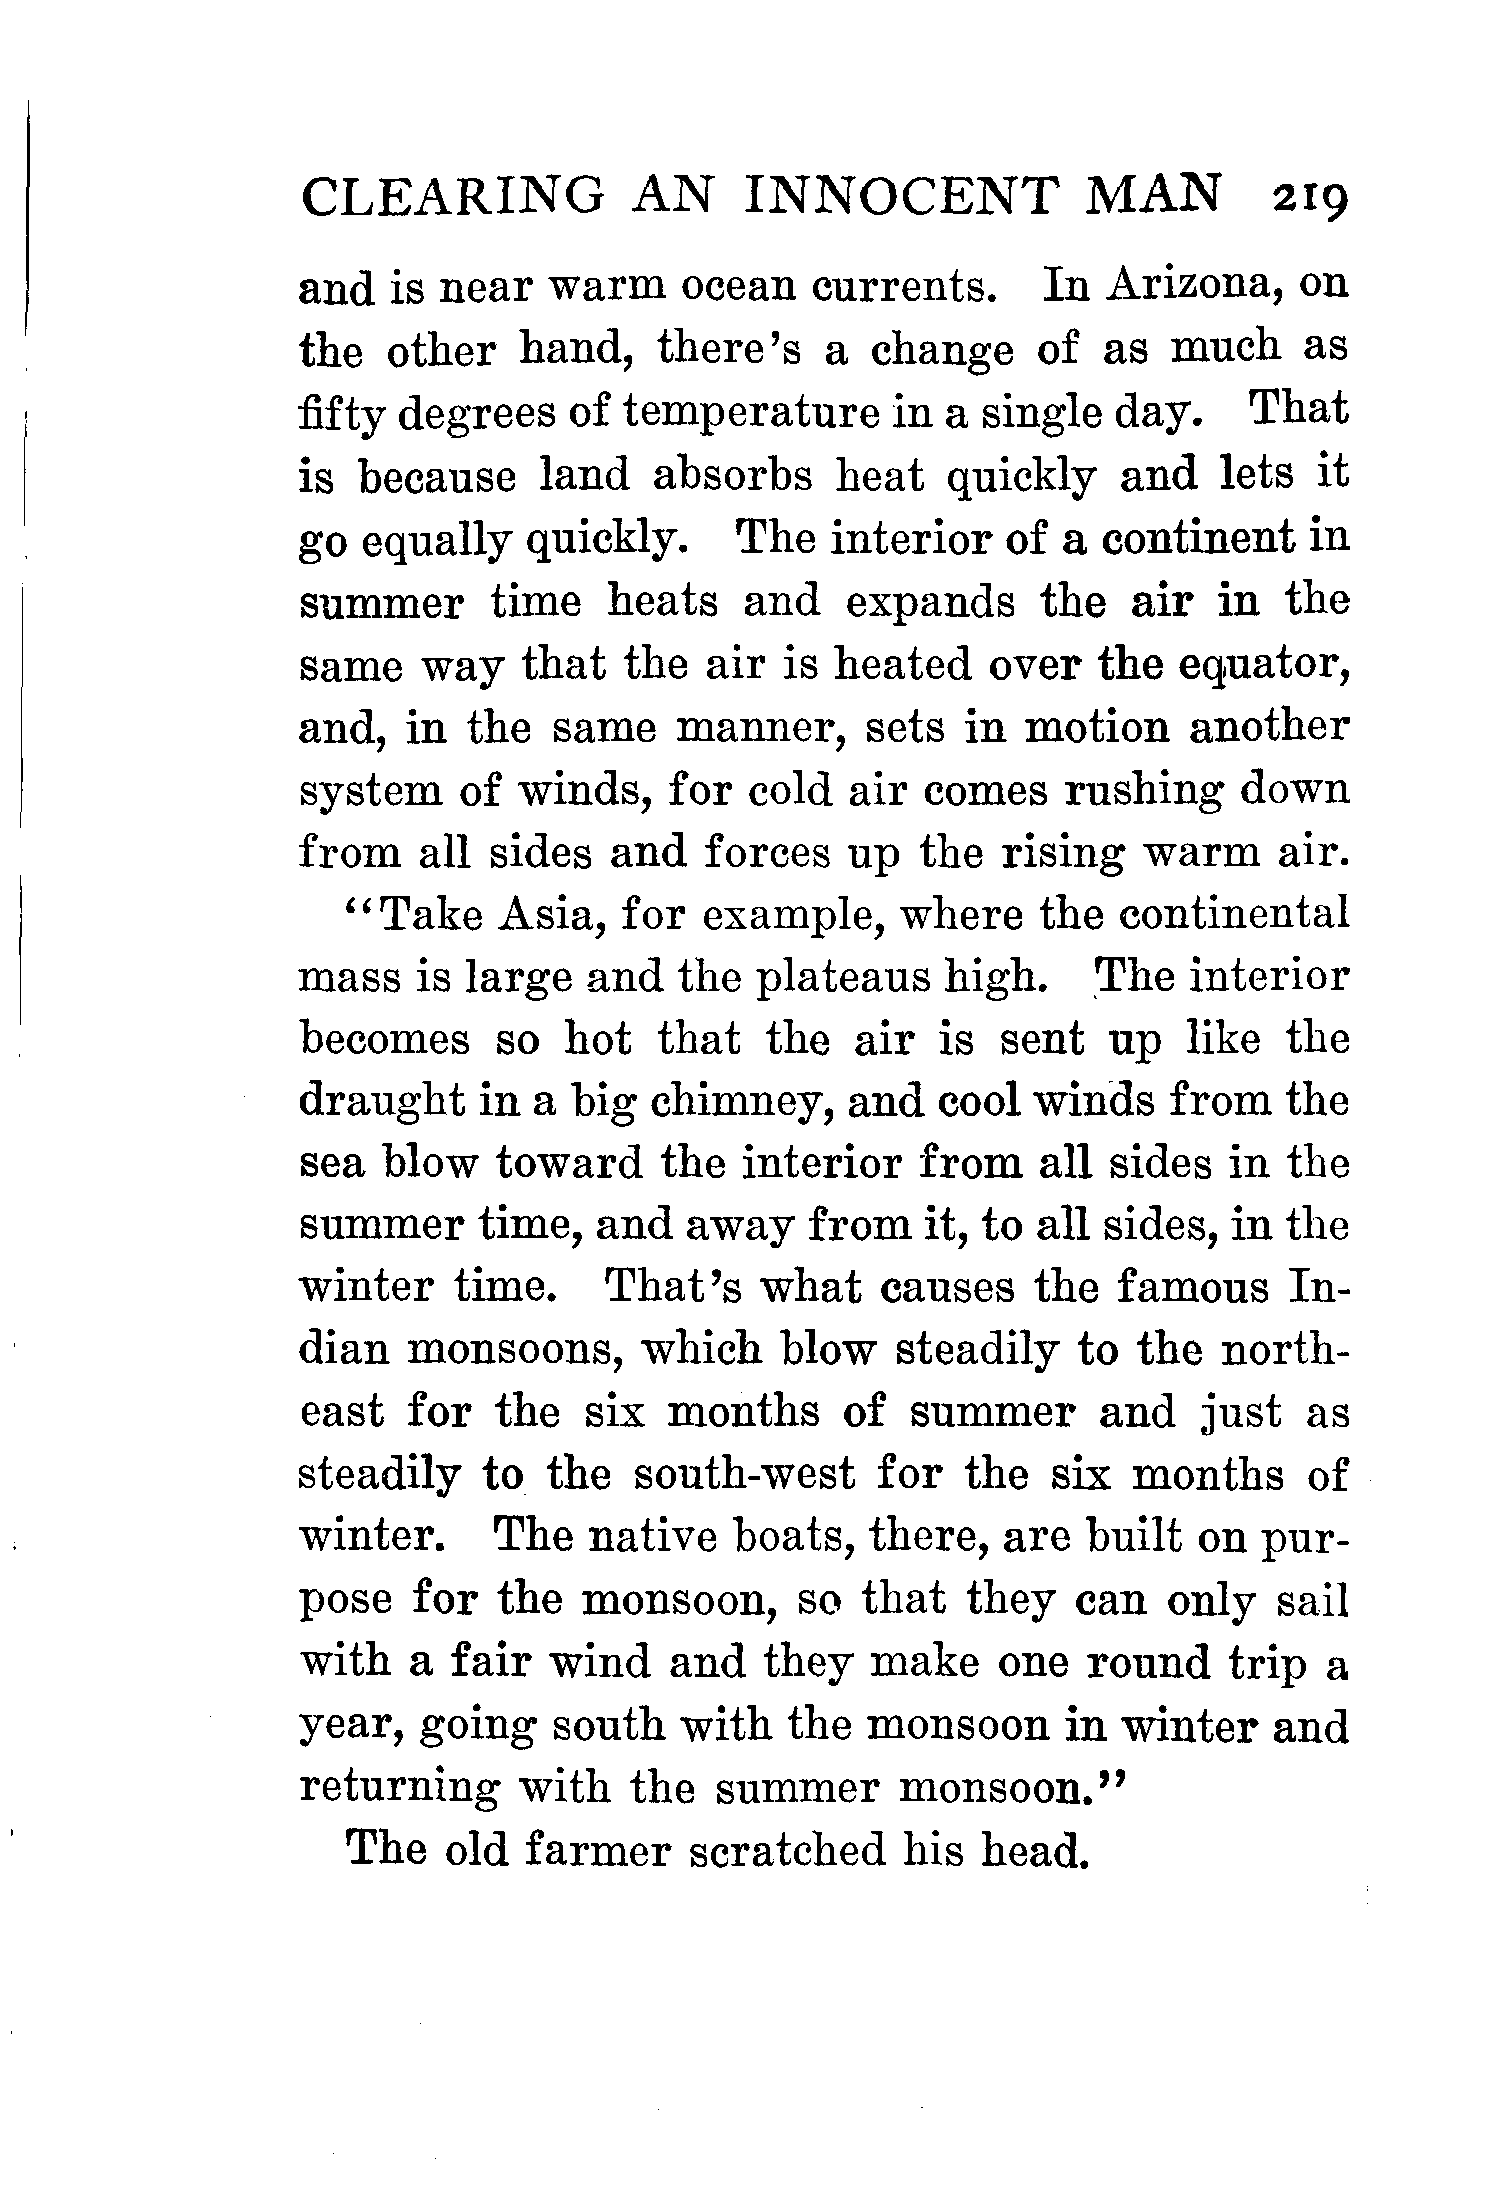 CLEARING AN INNOCENT MAN 219
and is near warm ocean currents. In Arizona, on
the other hand, there's a change of as much as
fifty degrees of temperature in a single day. That
is because land absorbs heat quickly and lets it
go equally quickly. The interior of a continent in
summer time heats and expands the air in the
same way that the air is heated over the equator,
and, in the same manner, sets in motion another
system of winds, for cold air comes rushing down
from all sides and forces up the rising warm air.
“Take Asia, for example, where the continental
mass is large and the plateaus high. The interior
becomes so hot that the air is sent up like the
draught in a big chimney, and cool winds from the
sea blow toward the interior from all sides in the
summer time, and away from it, to all sides, in the
winter time. That's what causes the famous In-
dian monsoons, which blow steadily to the north-
east for the six months of summer and just as
steadily to the south-west for the six months of
winter. The native boats, there, are built on pur-
pose for the monsoon, so that they can only sail
with a fair wind and they make one round trip a
year, going south with the monsoon in winter and
returning with the summer monsoon.”
The old farmer scratched his head.